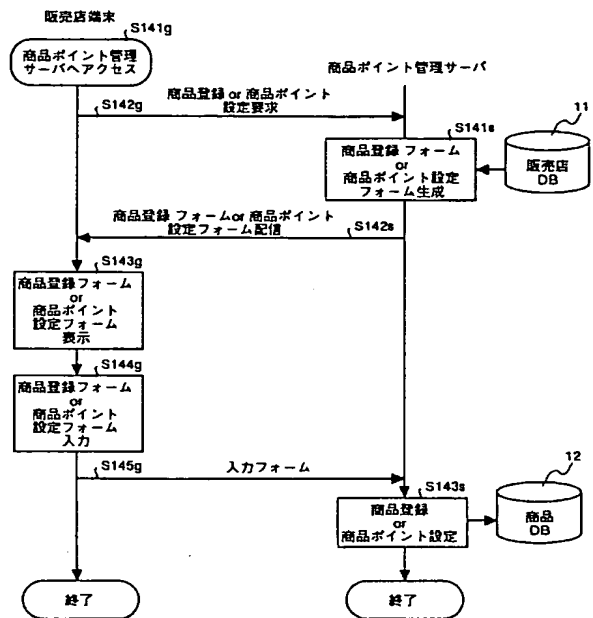 販売店端末
S141g
商品ポイント管理
サーバへアクセス
商品ポイント管理サーバ
S142g
商品登録 or 商品ポイント
設定要求
S141s
商品登録 フォーム
or
商品ポイント設定
フォーム生成
11
販売店
DB
商品登録 フォームor 商品ポイント
設定フォーム配信
S142s
S143g
商品登録フォーム
or
商品ポイント
設定フォーム
表示
S144g
商品登録フォーム
or
商品ポイント
設定フォーム
入力
S145g
入力フォーム
S143s
商品登録
or
商品ポイント設定
12
商品
DB
終了
終了